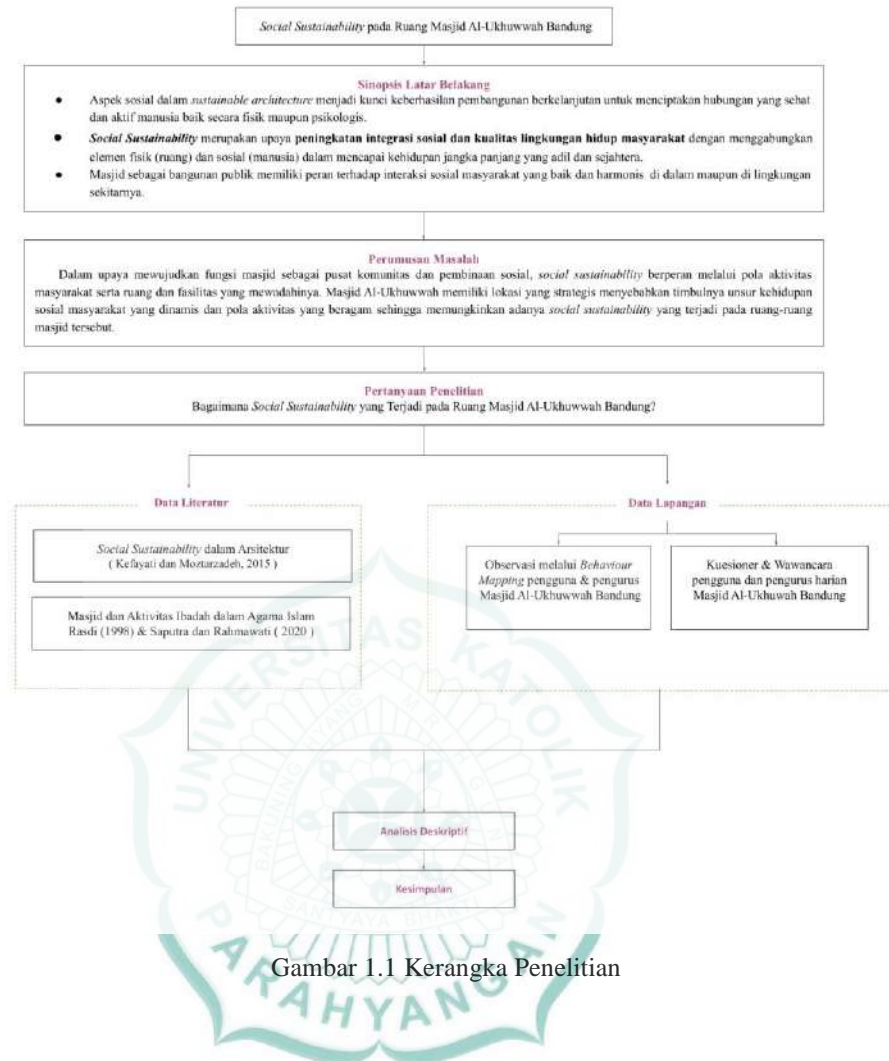 Social Sustainability pada Ruang Masjid Al-Ukhuwwah Bandung
Sinopsis Latar Belakang
● Aspek sosial dalam sustainable architecture menjadi kunci keberhasilan pembangunan berkelanjutan untuk menciptakan hubungan yang sehat
dan aktif manusia baik secara fisik maupun psikologis.
● Social Sustainability merupakan upaya peningkatan integrasi sosial dan kualitas lingkungan hidup masyarakat dengan menggabungkan
elemen fisik (ruang) dan sosial (manusia) dalam mencapai kehidupan jangka panjang yang adil dan sejahtera.
● Masjid sebagai bangunan publik memiliki peran terhadap interaksi sosial masyarakat yang baik dan harmonis di dalam maupun di lingkungan
sekitarnya.
Perumusan Masalah
Dalam upaya mewujudkan fungsi masjid sebagai pusat komunitas dan pembinaan sosial, social sustainability berperan melalui pola aktivitas
masyarakat serta ruang dan fasilitas yang mewadahinya. Masjid Al-Ukhuwwah memiliki lokasi yang strategis menyebabkan timbulnya unsur kehidupan
sosial masyarakat yang dinamis dan pola aktivitas yang beragam sehingga memungkinkan adanya social sustainability yang terjadi pada ruang-ruang
masjid tersebut.
Pertanyaan Penelitian
Bagaimana Social Sustainability yang Terjadi pada Ruang Masjid Al-Ukhuwwah Bandung?
Data Literatur
Social Sustainability dalam Arsitektur
( Kefayati dan Moztarzadeh, 2015 )
Masjid dan Aktivitas Ibadah dalam Agama Islam
Rasdi (1998) & Saputra dan Rahmawati ( 2020 )
Data Lapangan
Observasi melalui Behaviour
Mapping pengguna & pengurus
Masjid Al-Ukhuwwah Bandung
Kuesioner & Wawancara
pengguna dan pengurus harian
Masjid Al-Ukhuwah Bandung
Analisis Deskriptif
Kesimpulan
UNIVERSITAS KATOLIK
PARAHYANGAN
BAKUNING HYANG MRIH GUNA
SANTYAYA BHAKTI
Gambar 1.1 Kerangka Penelitian